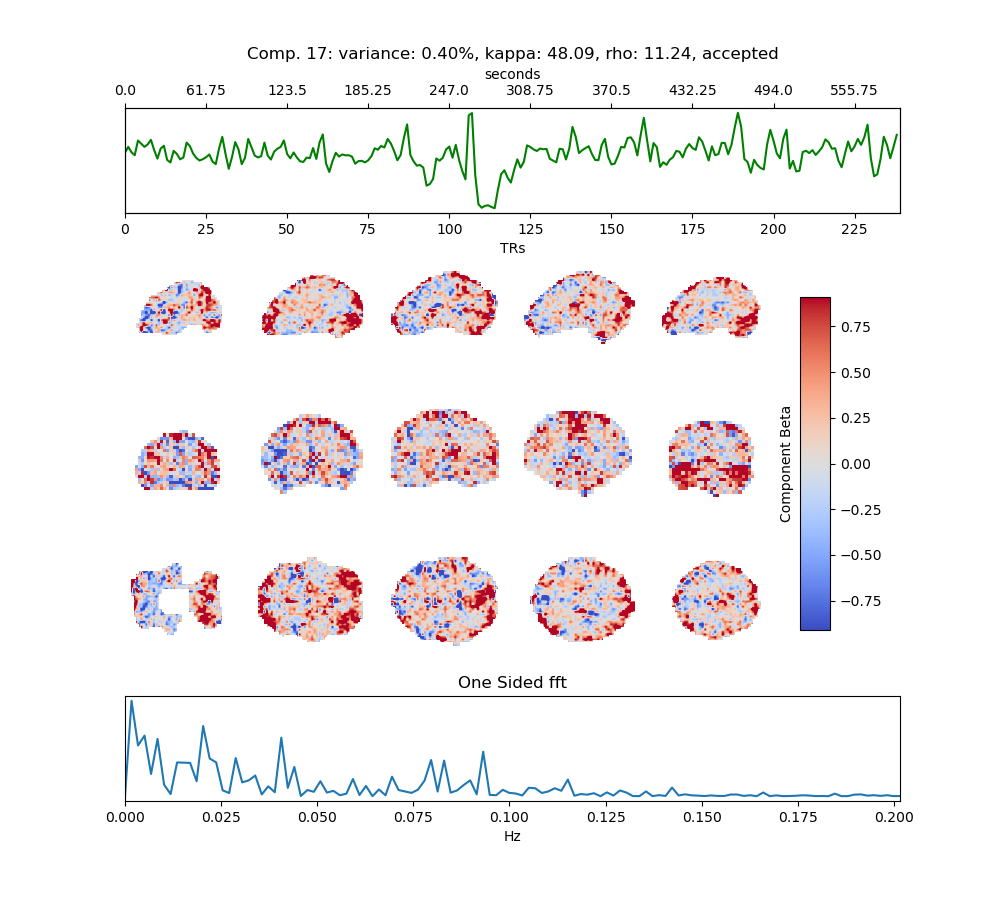 Comp. 17: variance: 0.40%, kappa: 48.09, rho: 11.24, accepted
seconds
0.0 61.75 123.5 185.25 247.0 308.75 370.5 432.25 494.0 555.75
0 25 50 75 100 125 150 175 200 225
TRs
Component Beta
0.75
0.50
0.25
0.00
−0.25
−0.50
−0.75
One Sided fft
0.000 0.025 0.050 0.075 0.100 0.125 0.150 0.175 0.200
Hz